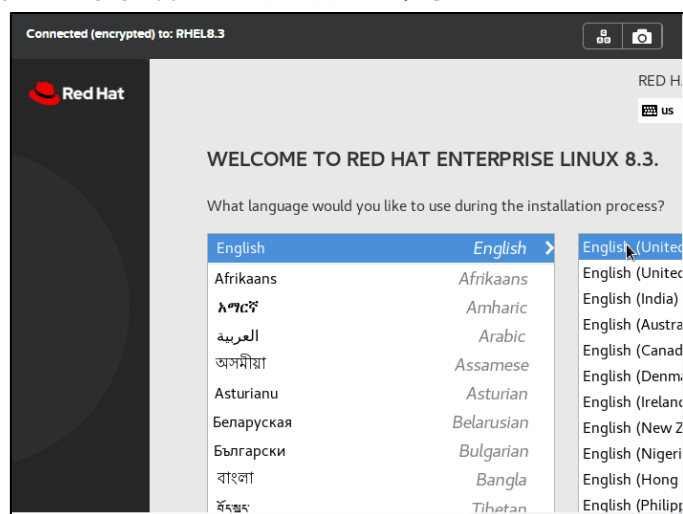 Connected (encrypted) to: RHEL8.3
Red Hat
RED H
us
WELCOME TO RED HAT ENTERPRISE LINUX 8.3.
What language would you like to use during the installation process?
English English
Afrikaans Afrikaans
አማርኛ Amharic
العربية Arabic
অসমীয়া Assamese
Asturianu Asturian
Беларуская Belarusian
Български Bulgarian
বাংলা Bangla
Tibetan
English (United
English (United
English (India)
English (Austra
English (Canad
English (Denma
English (Ireland
English (New Z
English (Nigeri
English (Hong
English (Philipp